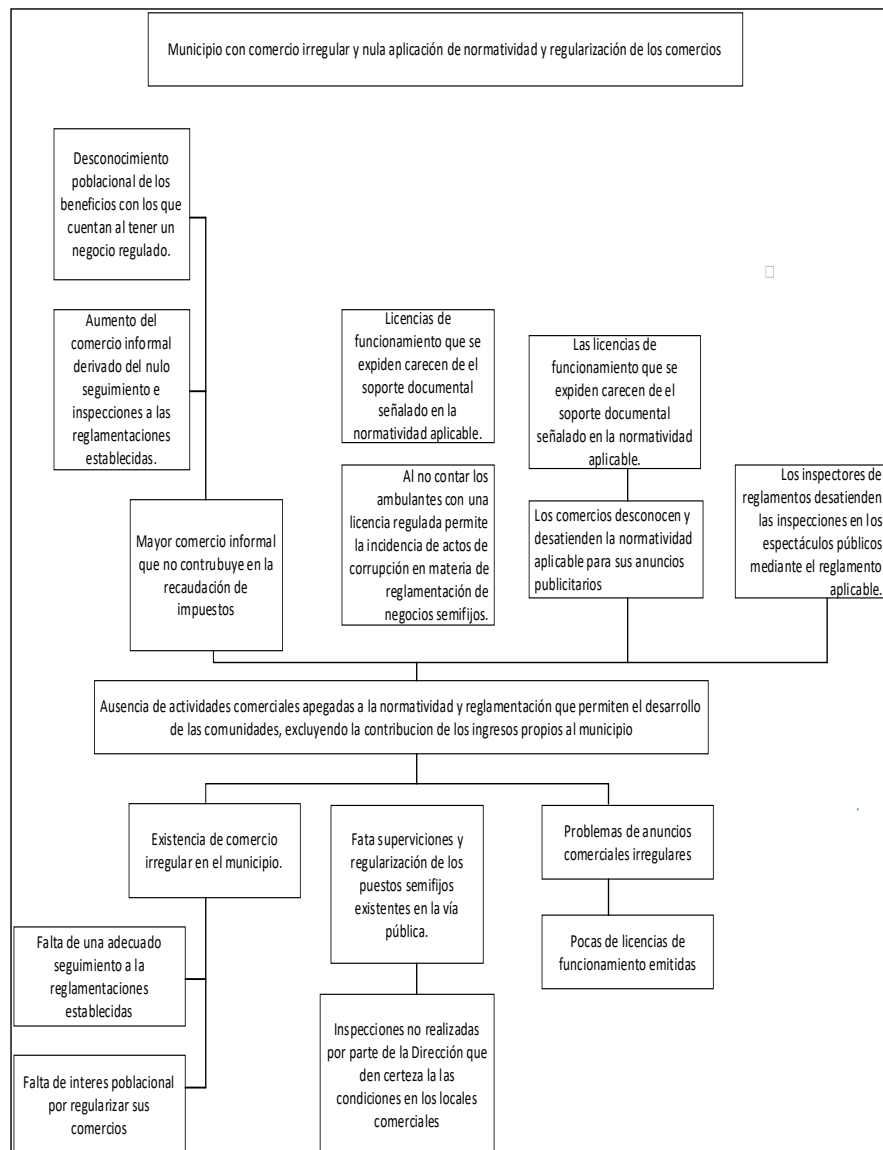 Municipio con comercio irregular y nula aplicación de normatividad y regularización de los comercios
Desconocimiento
poblacional de los
beneficios con los que
cuentan al tener un
negocio regulado.
Aumento del
comercio informal
derivado del nulo
seguimiento e
inspecciones a las
reglamentaciones
establecidas.
Licencias de
funcionamiento que se
expiden carecen de el
soporte documental
señalado en la
normatividad aplicable.
Las licencias de
funcionamiento que se
expiden carecen de el
soporte documental
señalado en la normatividad
aplicable.
Mayor comercio informal
que no contrubuye en la
recaudación de
impuestos
Al no contar los
ambulantes con una
licencia regulada permite
la incidencia de actos de
corrupción en materia de
reglamentación de
negocios semifijos.
Los comercios desconocen y
desatienden la normatividad
aplicable para sus anuncios
publicitarios
Los inspectores de
reglamentos desatienden
las inspecciones en los
espectáculos públicos
mediante el reglamento
aplicable.
Ausencia de actividades comerciales apegadas a la normatividad y reglamentación que permiten el desarrollo
de las comunidades, excluyendo la contribucion de los ingresos propios al municipio
Existencia de comercio
irregular en el municipio.
Fata superviciones y
regularización de los
puestos semifijos
existentes en la vía
pública.
Problemas de anuncios
comerciales irregulares
Falta de una adecuado
seguimiento a la
reglamentaciones
establecidas
Pocas de licencias de
funcionamiento emitidas
Falta de interes poblacional
por regularizar sus
comercios
Inspecciones no realizadas
por parte de la Dirección que
den certeza la las
condiciones en los locales
comerciales